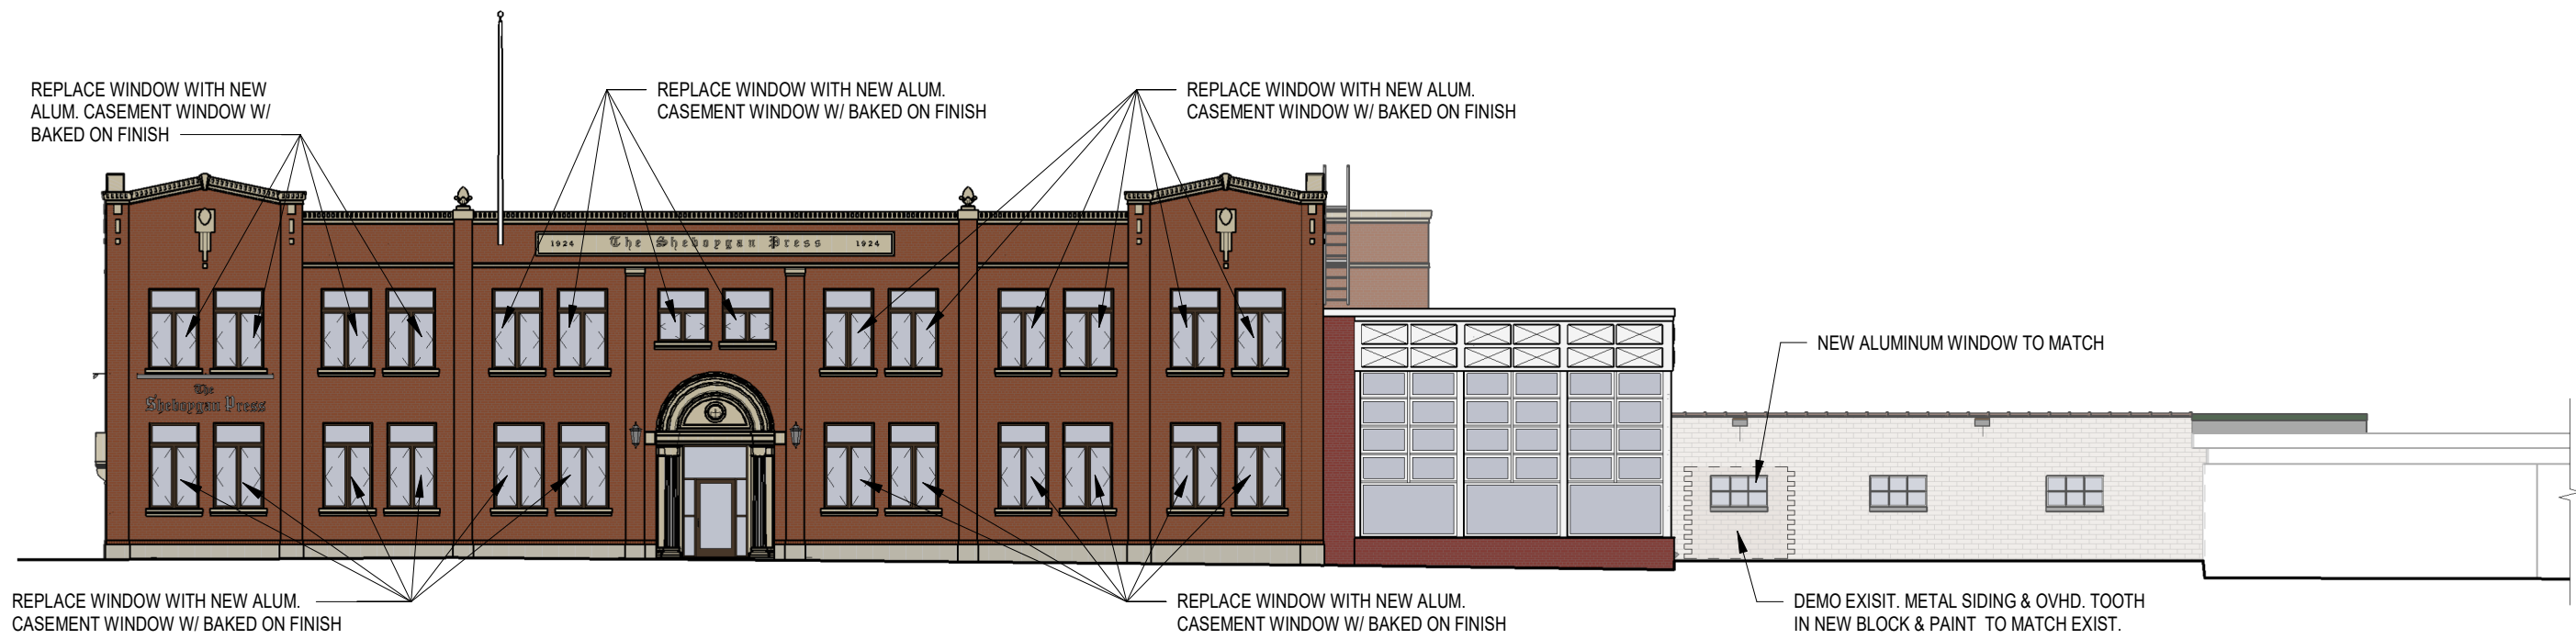 REPLACE WINDOW WITH NEW
ALUM. CASEMENT WINDOW W/
BAKED ON FINISH
REPLACE WINDOW WITH NEW ALUM.
CASEMENT WINDOW W/ BAKED ON FINISH
REPLACE WINDOW WITH NEW ALUM.
CASEMENT WINDOW W/ BAKED ON FINISH
1924 The Sheboygan Press 1924
NEW ALUMINUM WINDOW TO MATCH
The
Sheboygan Press
REPLACE WINDOW WITH NEW ALUM.
CASEMENT WINDOW W/ BAKED ON FINISH
REPLACE WINDOW WITH NEW ALUM.
CASEMENT WINDOW W/ BAKED ON FINISH
DEMO EXISIT. METAL SIDING & OVHD. TOOTH
IN NEW BLOCK & PAINT TO MATCH EXIST.